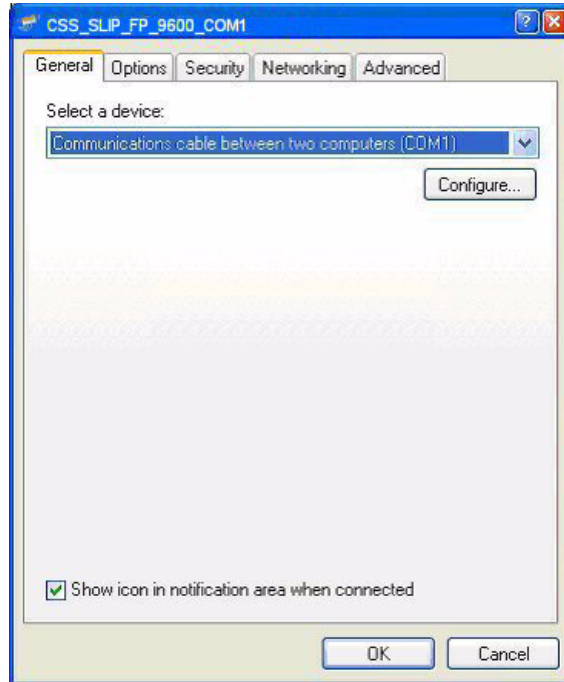 CSS_SLIP_FP_9600_COM1
General Options Security Networking Advanced
Select a device:
Communications cable between two computers (COM1)
Configure...
Show icon in notification area when connected
OK Cancel